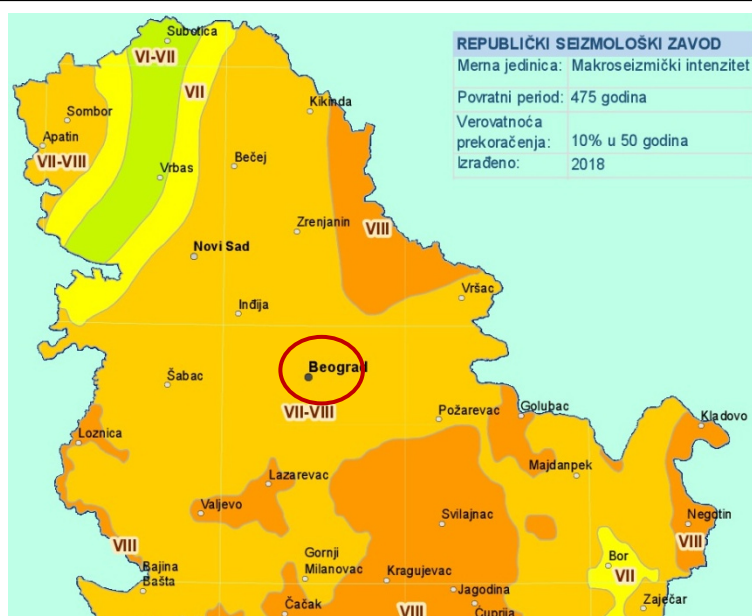 Subotica
VI-VII
VII
REPUBLIČKI SEIZMOLOŠKI ZAVOD
Merna jedinica: Makroseizmički intenzitet
Povratni period: 475 godina
Verovatnoća
prekoračenja: 10% u 50 godina
Izrađeno: 2018
Sombor
Kikinda
Apatin
VII-VIII
Bečej
Vrbas
Zrenjanin
VIII
Novi Sad
Vršac
Inđija
Beograd
Šabac
VII-VIII
Požarevac
Golubac
Kladovo
Loznica
Majdanpek
Lazarevac
Valjevo
Svilajnac
Negotin
VIII
VIII
Bor
Gornji
Milanovac
Bajina
Bašta
Kragujevac
VII
Jagodina
Zaječar
Čačak
VIII
Ćuprija